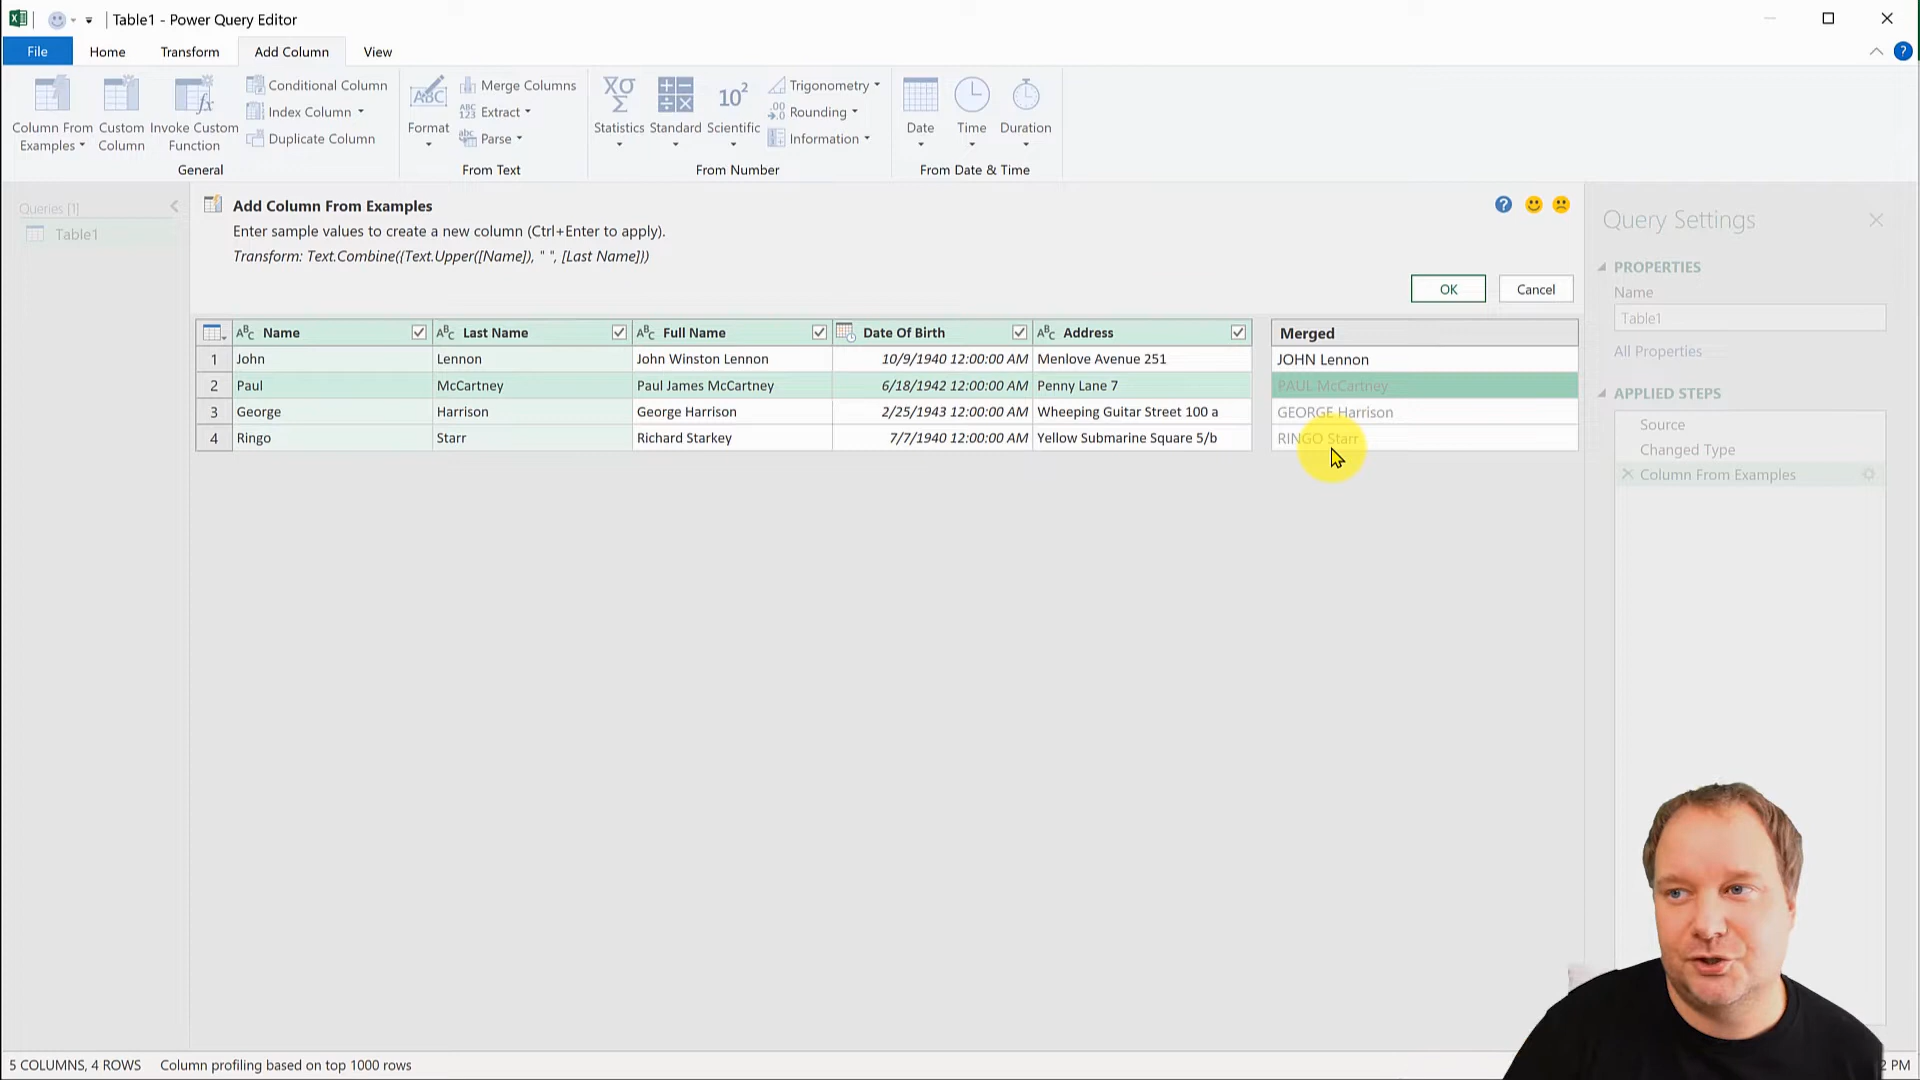 Table1 - Power Query Editor
File Home Transform Add Column View
Column From Examples
Custom Column
Invoke Custom Function
Conditional Column
Index Column
Duplicate Column
General
Format
Merge Columns
Extract
Parse
From Text
Statistics
Standard
Scientific
Trigonometry
Rounding
Information
From Number
Date
Time
Duration
From Date & Time
Queries [1]
Table1
Add Column From Examples
Enter sample values to create a new column (Ctrl+Enter to apply).
Transform: Text.Combine({Text.Upper([Name]), " ", [Last Name]})
OK Cancel
Name Last Name Full Name Date Of Birth Address Merged
1 John Lennon John Winston Lennon 10/9/1940 12:00:00 AM Menlove Avenue 251 JOHN Lennon
2 Paul McCartney Paul James McCartney 6/18/1942 12:00:00 AM Penny Lane 7 PAUL McCartney
3 George Harrison George Harrison 2/25/1943 12:00:00 AM Wheeping Guitar Street 100 a GEORGE Harrison
4 Ringo Starr Richard Starkey 7/7/1940 12:00:00 AM Yellow Submarine Square 5/b RINGO Starr
Query Settings
PROPERTIES
Name
Table1
All Properties
APPLIED STEPS
Source
Changed Type
Column From Examples
5 COLUMNS, 4 ROWS Column profiling based on top 1000 rows
2 PM